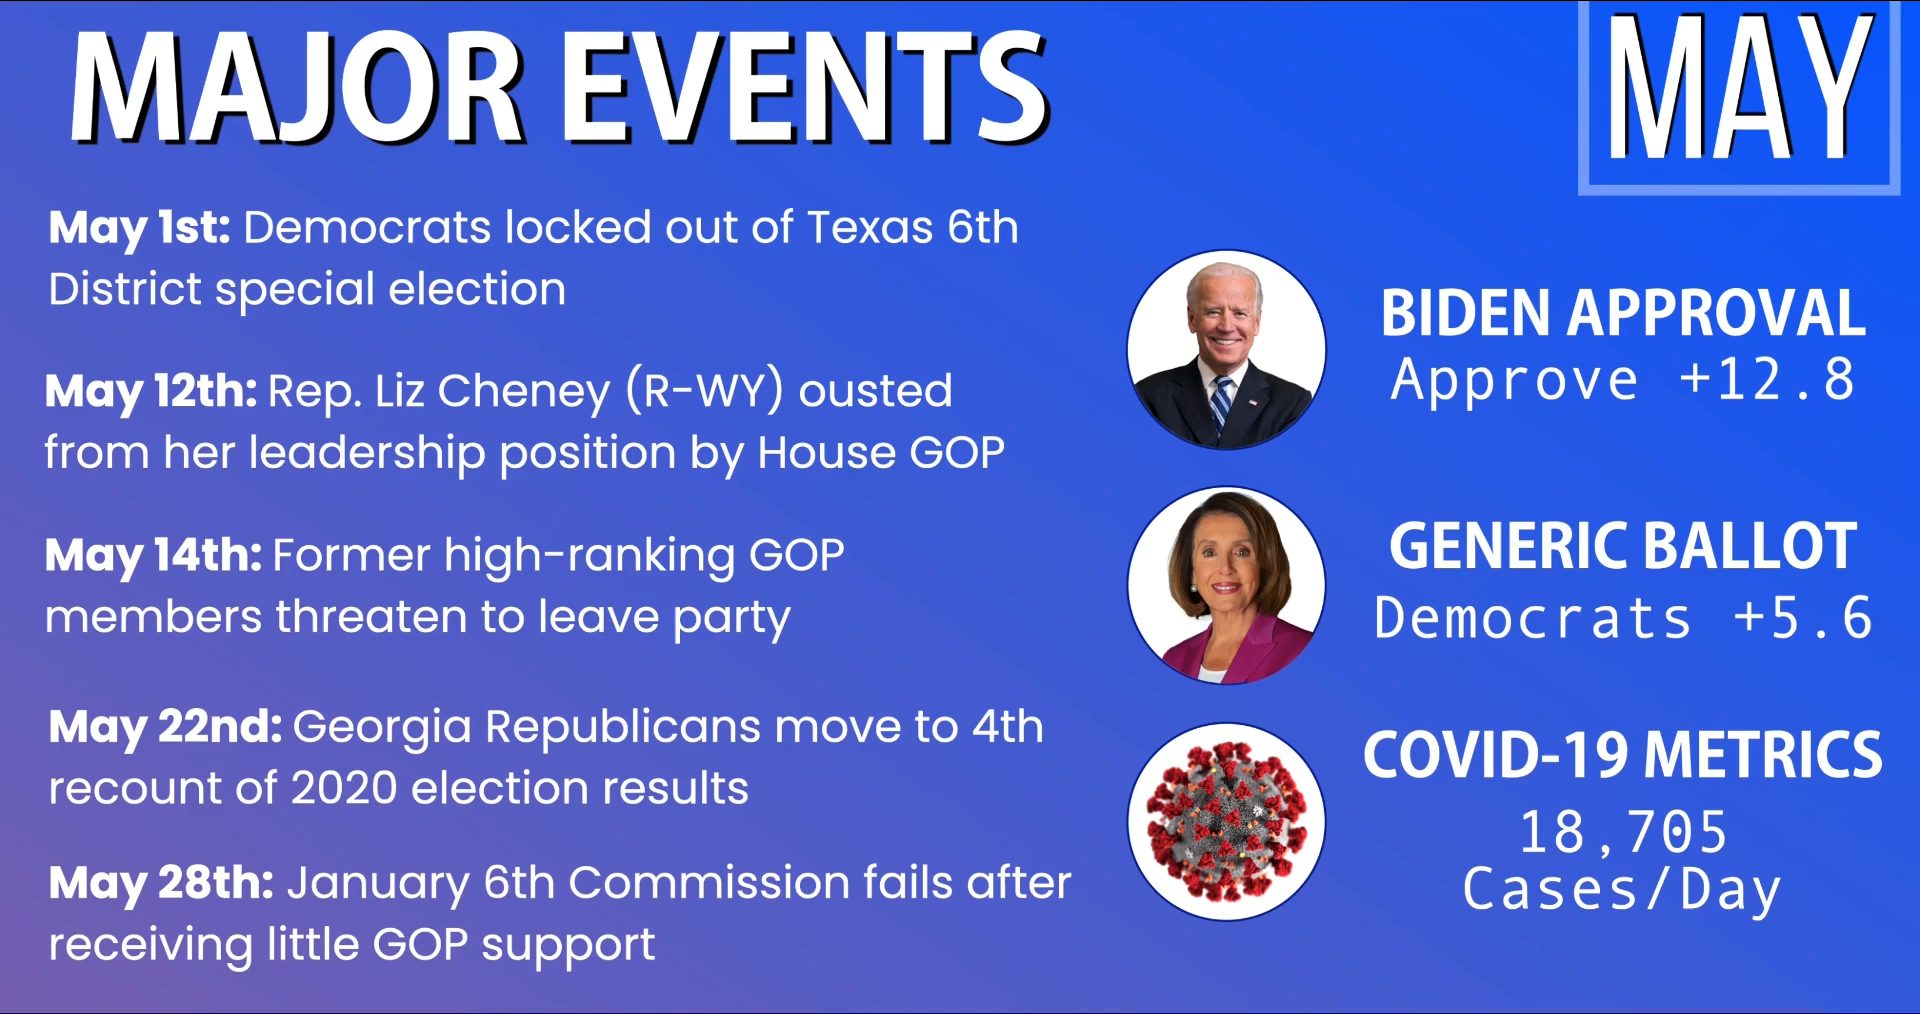 MAJOR EVENTS
MAY
May 1st: Democrats locked out of Texas 6th
District special election
May 12th: Rep. Liz Cheney (R-WY) ousted
from her leadership position by House GOP
May 14th: Former high-ranking GOP
members threaten to leave party
May 22nd: Georgia Republicans move to 4th
recount of 2020 election results
May 28th: January 6th Commission fails after
receiving little GOP support
BIDEN APPROVAL
Approve +12.8
GENERIC BALLOT
Democrats +5.6
COVID-19 METRICS
18,705
Cases/Day